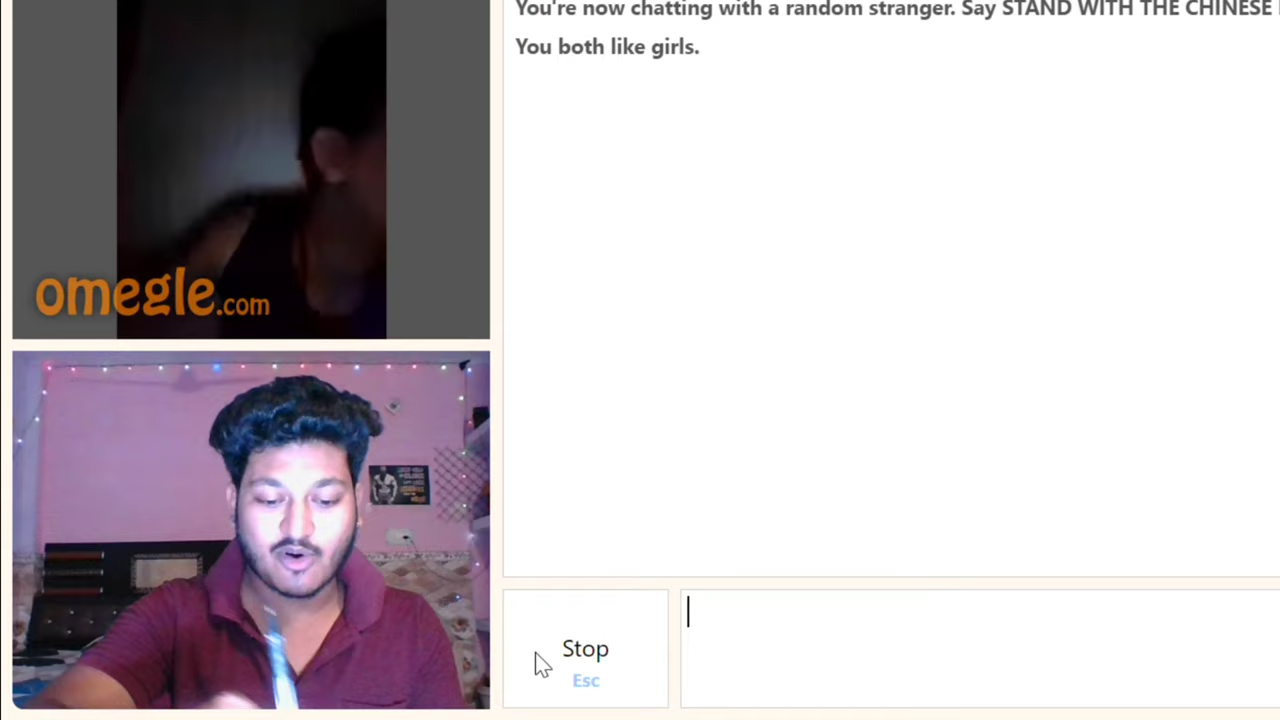 You're now chatting with a random stranger. Say STAND WITH THE CHINESE
You both like girls.
omegle.com
Stop
Esc